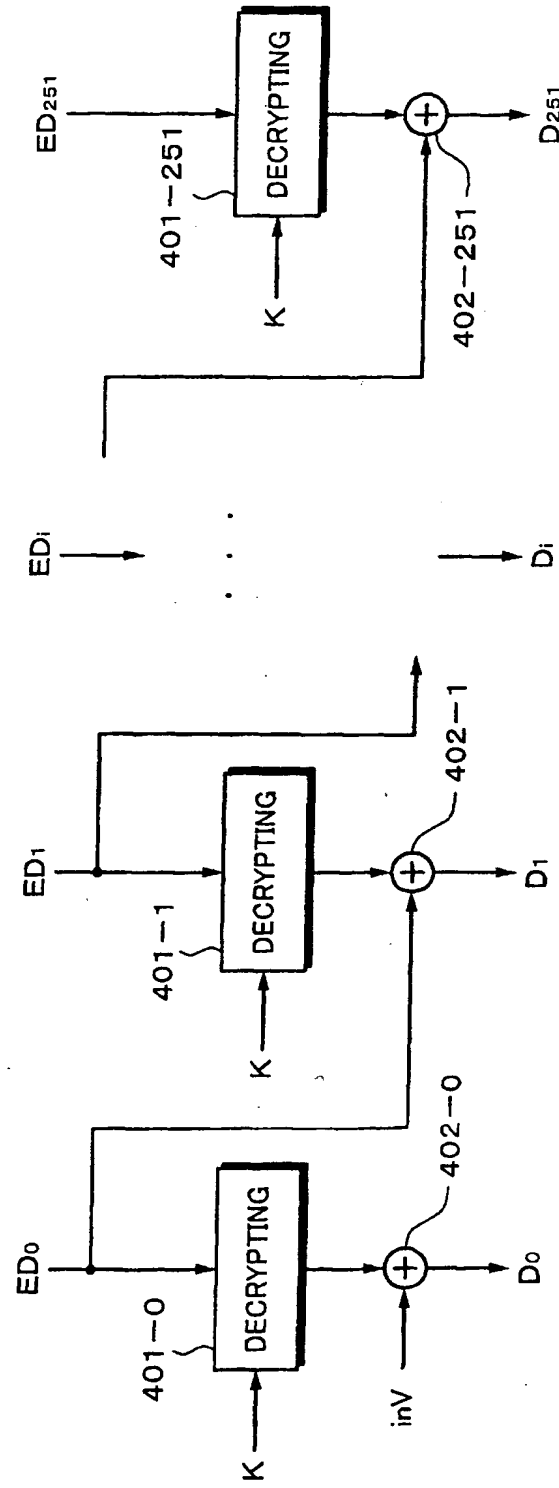 ED0
401-0
K
DECRYPTING
inV
402-0
D0
ED1
401-1
K
DECRYPTING
402-1
D1
EDi
. . .
Di
ED251
401-251
K
DECRYPTING
402-251
D251